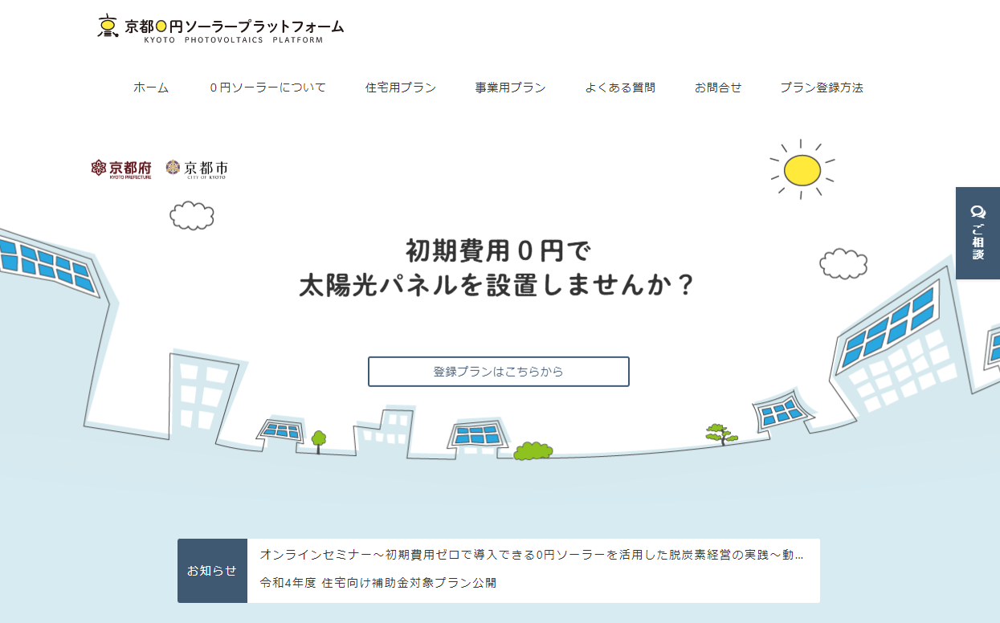 京都0円ソーラープラットフォーム
KYOTO PHOTOVOLTAICS PLATFORM
ホーム
０円ソーラーについて
住宅用プラン
事業用プラン
よくある質問
お問合せ
プラン登録方法
京都府
KYOTO PREFECTURE
京都市
CITY OF KYOTO
ご相談
初期費用０円で
太陽光パネルを設置しませんか？
登録プランはこちらから
お知らせ
オンラインセミナー～初期費用ゼロで導入できる0円ソーラーを活用した脱炭素経営の実践～動...
令和4年度 住宅向け補助金対象プラン公開